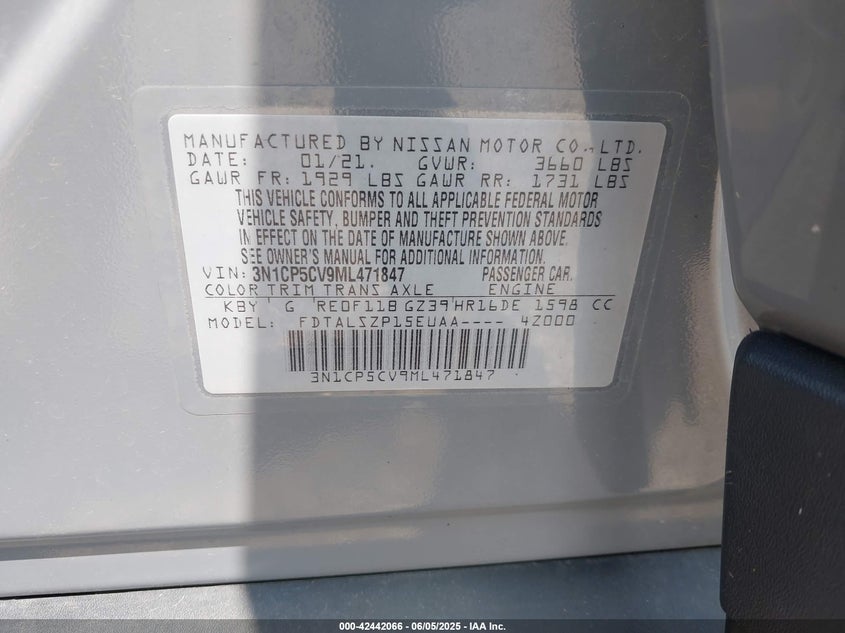 MANUFACTURED BY NISSAN MOTOR CO., LTD.
DATE: 01/21. GVWR: 3660 LBS
GAWR FR: 1929 LBS GAWR RR: 1731 LBS
THIS VEHICLE CONFORMS TO ALL APPLICABLE FEDERAL MOTOR
VEHICLE SAFETY, BUMPER AND THEFT PREVENTION STANDARDS
IN EFFECT ON THE DATE OF MANUFACTURE SHOWN ABOVE.
SEE OWNER'S MANUAL FOR ADDITIONAL INFORMATION.
VIN: 3N1CP5CV9ML471847 PASSENGER CAR.
COLOR TRIM TRANS AXLE ENGINE
KBY G RE0F11B GZ39 HR16DE 1598 CC
MODEL: FDTALSZP15EUAA---- 4Z000
3N1CP5CV9ML471847
000-42442066 - 06/05/2025 - IAA Inc.